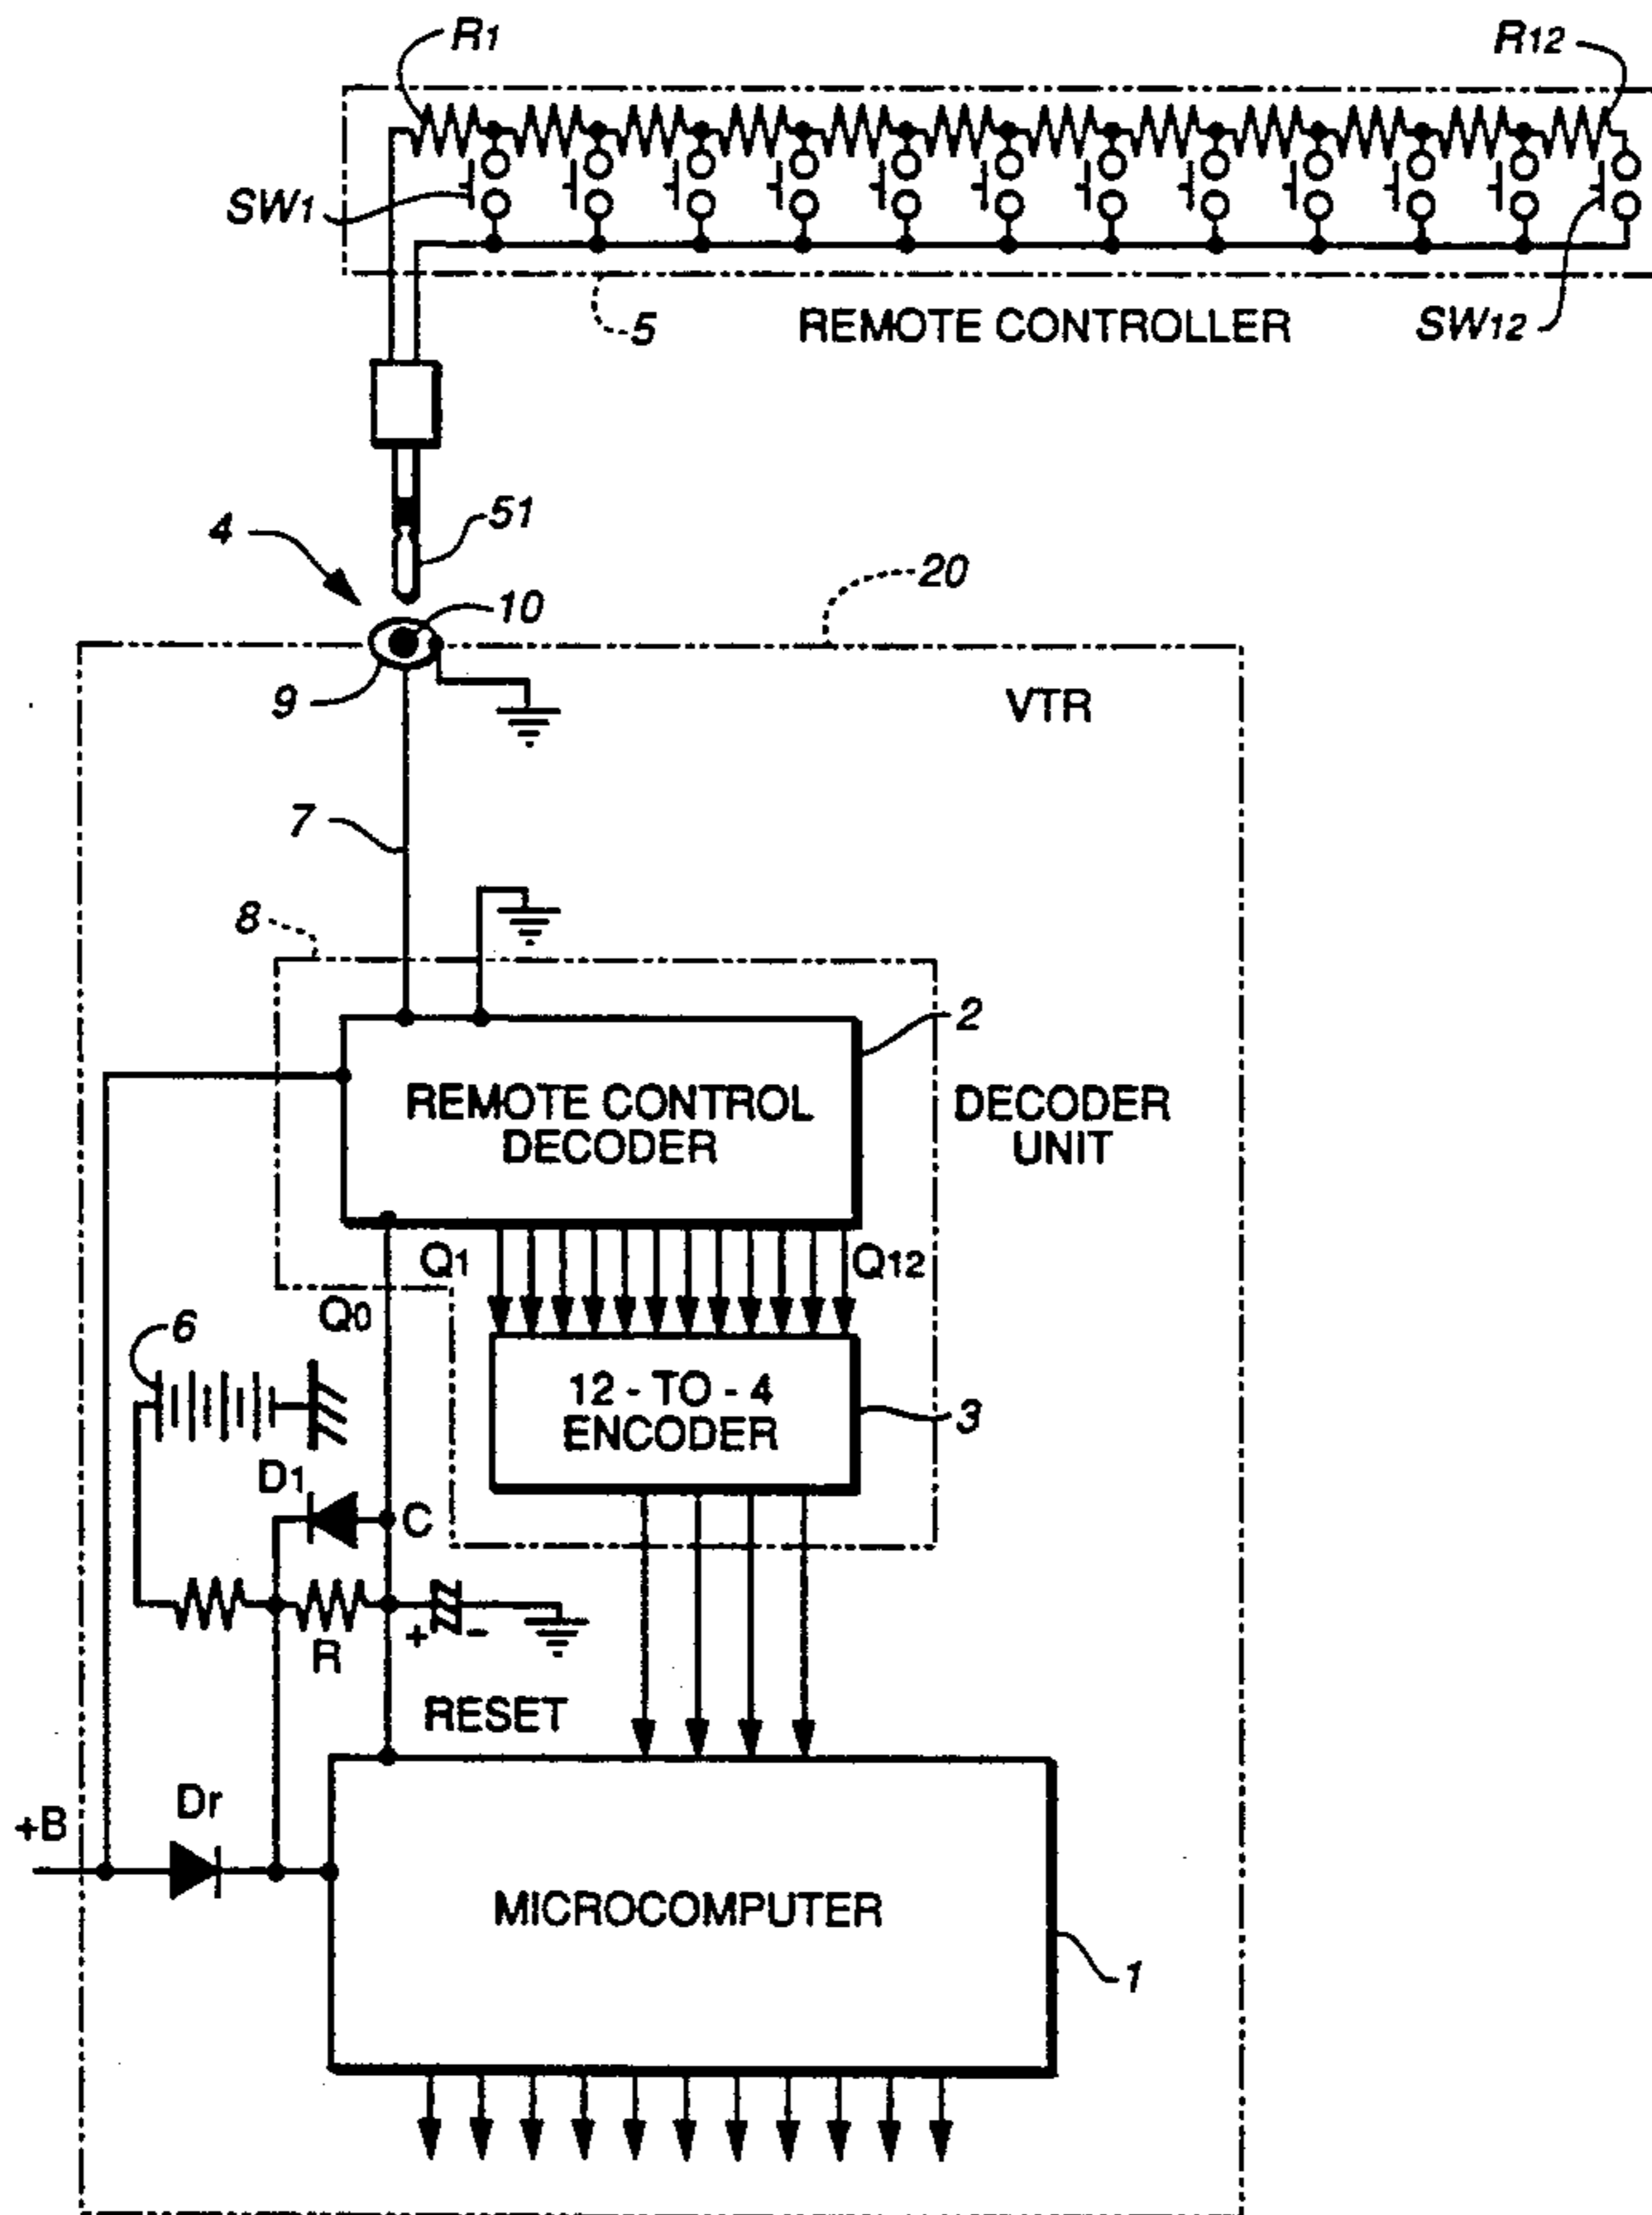 R1
R12
SW1
5
REMOTE CONTROLLER
SW12
4
51
20
10
9
VTR
7
8
2
REMOTE CONTROL
DECODER
DECODER
UNIT
Q1
Q12
Q0
6
12 - TO - 4
ENCODER
3
D1
C
+ -
R
RESET
Dr
+B
MICROCOMPUTER
1